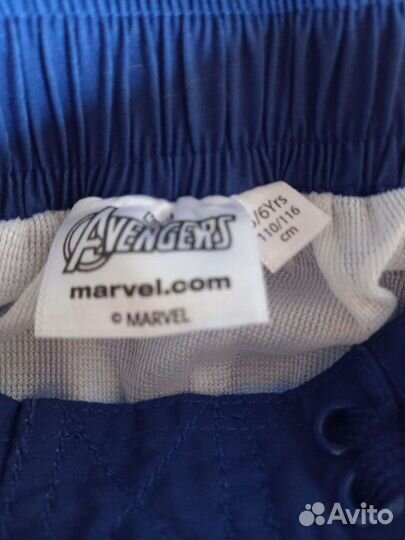 AVENGERS
marvel.com
© MARVEL
/6Yrs
110/116
cm
Avito